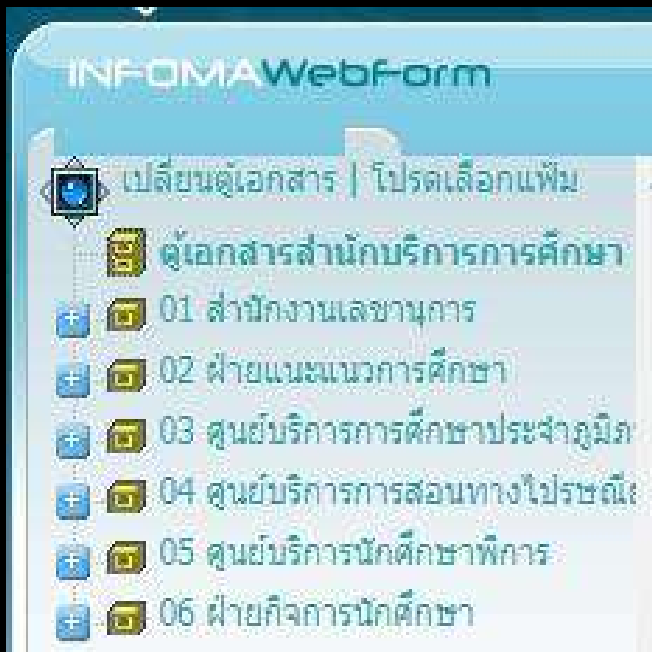 INFOMAWebForm
เปลี่ยนตู้เอกสาร | โปรดเลือกแฟ้ม
ตู้เอกสารสำนักบริการการศึกษา
01 สำนักงานเลขานุการ
02 ฝ่ายแนะแนวการศึกษา
03 ศูนย์บริการการศึกษาประจำภูมิภ
04 ศูนย์บริการการสอนทางไปรษณีย
05 ศูนย์บริการนักศึกษาพิการ
06 ฝ่ายกิจการนักศึกษา